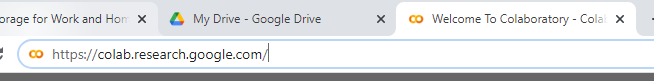 orage for Work and Hom
My Drive - Google Drive
Welcome To Colaboratory - Cola
https://colab.research.google.com/